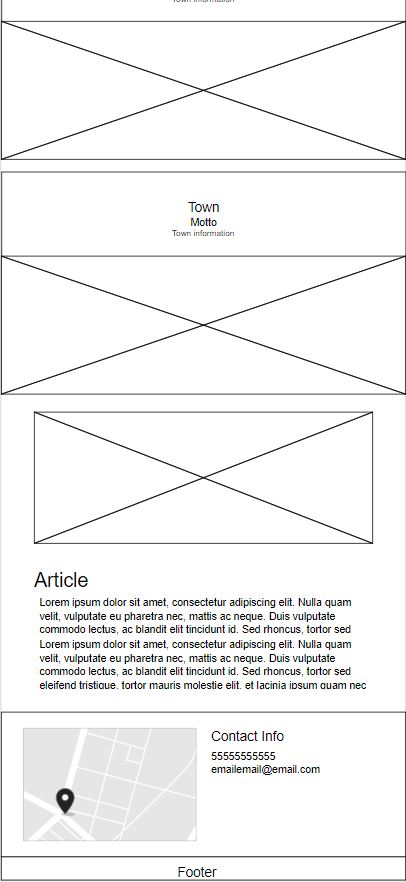 Town information
Town
Motto
Town information
Article
Lorem ipsum dolor sit amet, consectetur adipiscing elit. Nulla quam
velit, vulputate eu pharetra nec, mattis ac neque. Duis vulputate
commodo lectus, ac blandit elit tincidunt id. Sed rhoncus, tortor sed
Lorem ipsum dolor sit amet, consectetur adipiscing elit. Nulla quam
velit, vulputate eu pharetra nec, mattis ac neque. Duis vulputate
commodo lectus, ac blandit elit tincidunt id. Sed rhoncus, tortor sed
eleifend tristique, tortor mauris molestie elit, et lacinia ipsum quam nec
Contact Info
55555555555
emailemail@email.com
Footer